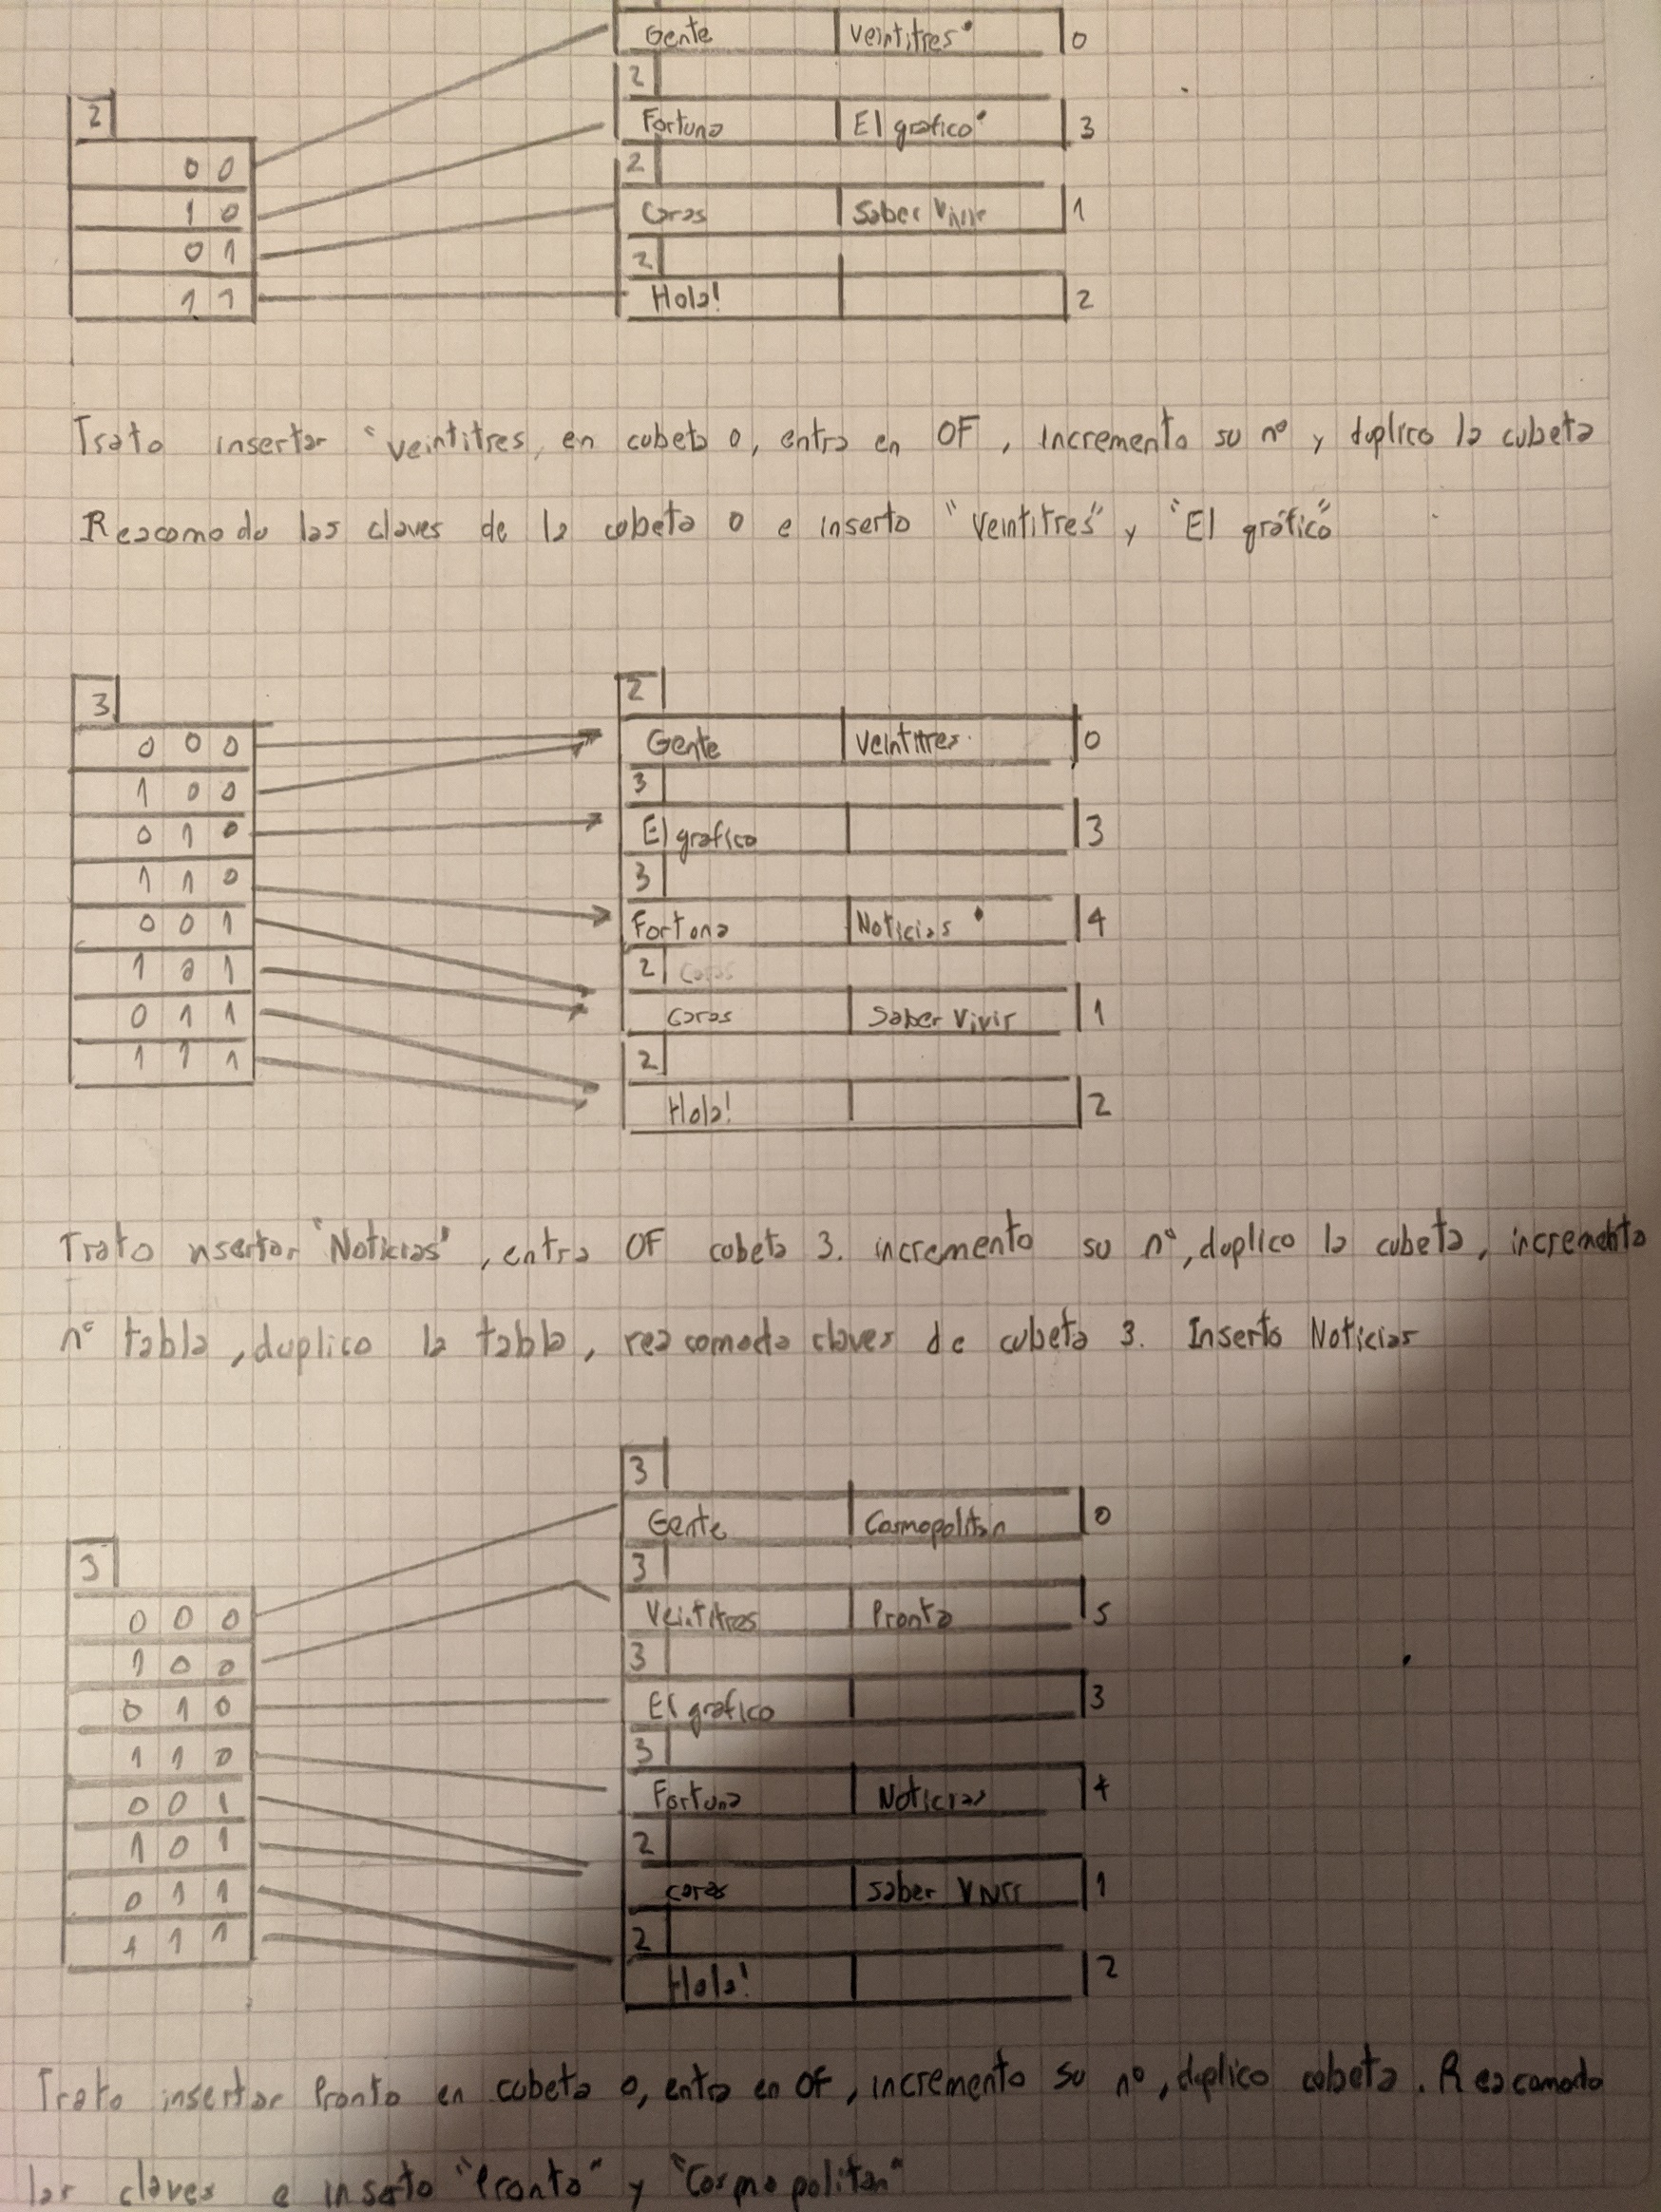 Gente Veintitres 0
2
2
Fortuna El grafico 3
0 0
2
1 0
Caras Saber Vivir 1
0 1
2
1 1
Hola! 2
Trato insertar "veintitres, en cubeta 0, entra en OF, incremento su nº y duplico la cubeta
Reacomodo las claves de la cubeta 0 e inserto "Veintitres" y "El gráfico"
2
3
Gente Veintitres 0
0 0 0
3
1 0 0
El grafico 3
0 1 0
3
1 1 0
Fortuna Noticias 4
0 0 1
2 Caras
1 0 1
Caras Saber Vivir 1
0 1 1
2
1 1 1
Hola! 2
Trato nsertar "Noticias", entra OF cubeta 3. incremento su nº, duplico la cubeta, incremento
nº tabla, duplico la tabla, reacomodo claves de cubeta 3. Inserto Noticias
3
Gente Cosmopolitan 0
3
3
Veintitres Pronto 5
0 0 0
3
1 0 0
El grafico 3
0 1 0
3
1 1 0
Fortuna Noticias 4
0 0 1
2
1 0 1
caras saber Vivir 1
0 1 1
2
1 1 1
Hola! 2
Trato insertar Pronto en cubeta 0, entra en OF, incremento su nº, duplico cubeta. Reacomodo
las claves e inserto "Pronto" y "Cosmopolitan"